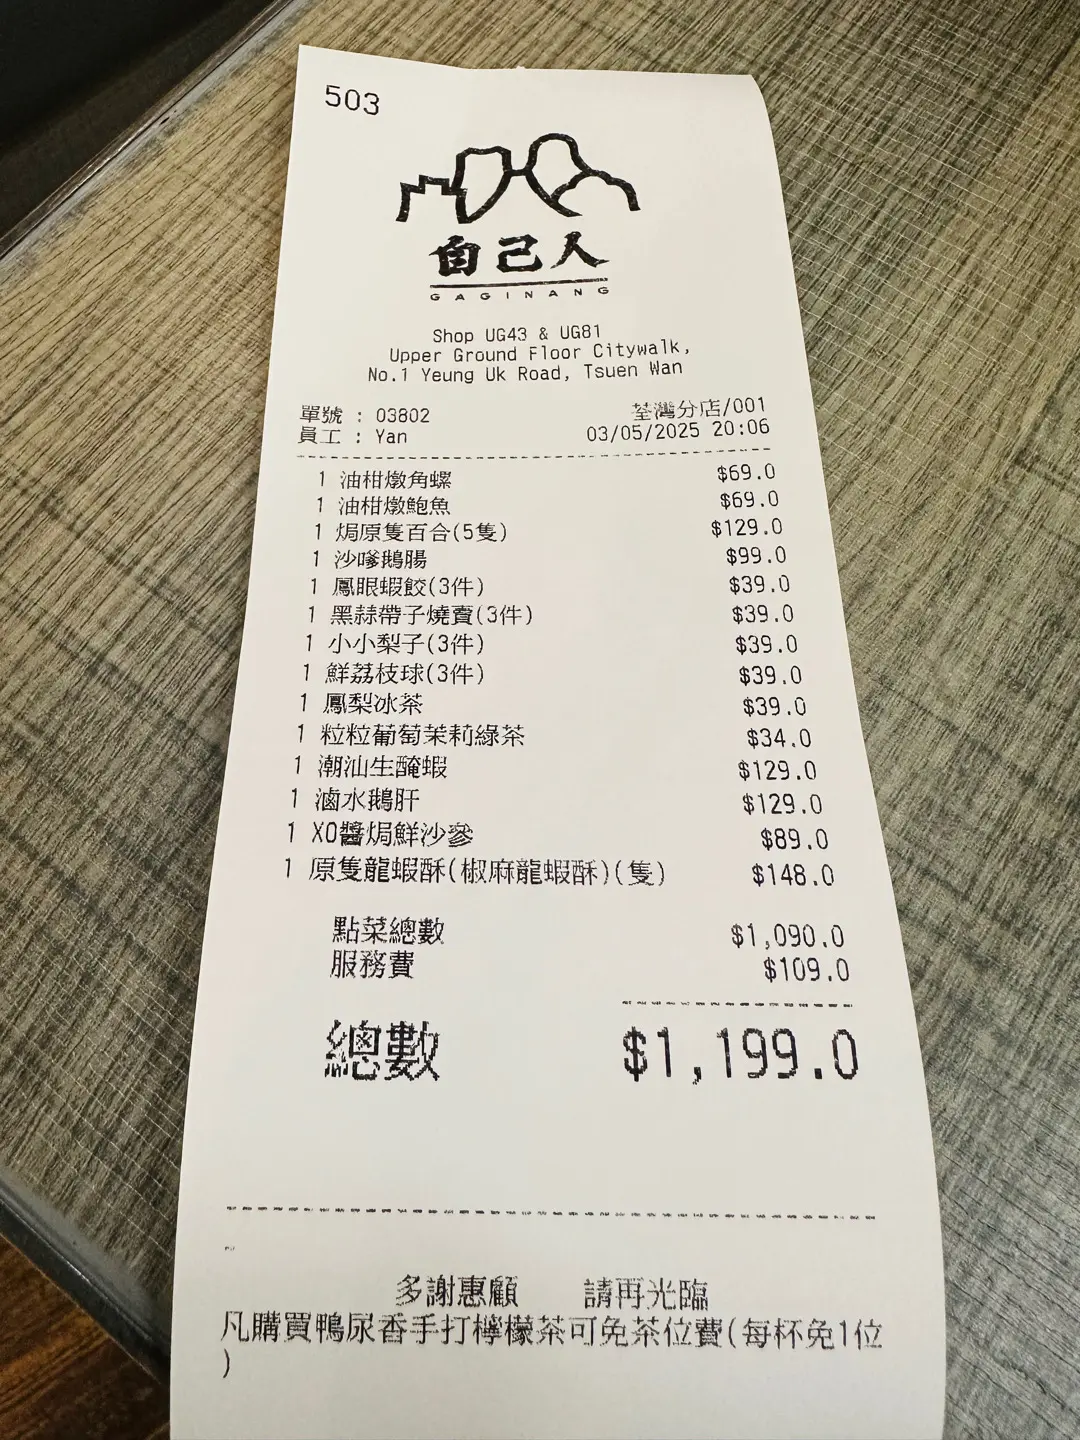 503
自己人
GAGINANG
Shop UG43 & UG81
Upper Ground Floor Citywalk,
No.1 Yeung Uk Road, Tsuen Wan
單號 : 03802 荃灣分店/001
員工 : Yan 03/05/2025 20:06
1 油柑燉角螺 $69.0
1 油柑燉鮑魚 $69.0
1 焗原隻百合(5隻) $129.0
1 沙嗲鵝腸 $99.0
1 鳳眼蝦餃(3件) $39.0
1 黑蒜帶子燒賣(3件) $39.0
1 小小梨子(3件) $39.0
1 鮮荔枝球(3件) $39.0
1 鳳梨冰茶 $39.0
1 粒粒葡萄茉莉綠茶 $34.0
1 潮汕生醃蝦 $129.0
1 滷水鵝肝 $129.0
1 XO醬焗鮮沙參 $89.0
1 原隻龍蝦酥(椒麻龍蝦酥)(隻) $148.0
點菜總數 $1,090.0
服務費 $109.0
總數 $1,199.0
多謝惠顧 請再光臨
凡購買鴨尿香手打檸檬茶可免茶位費(每杯免1位
)